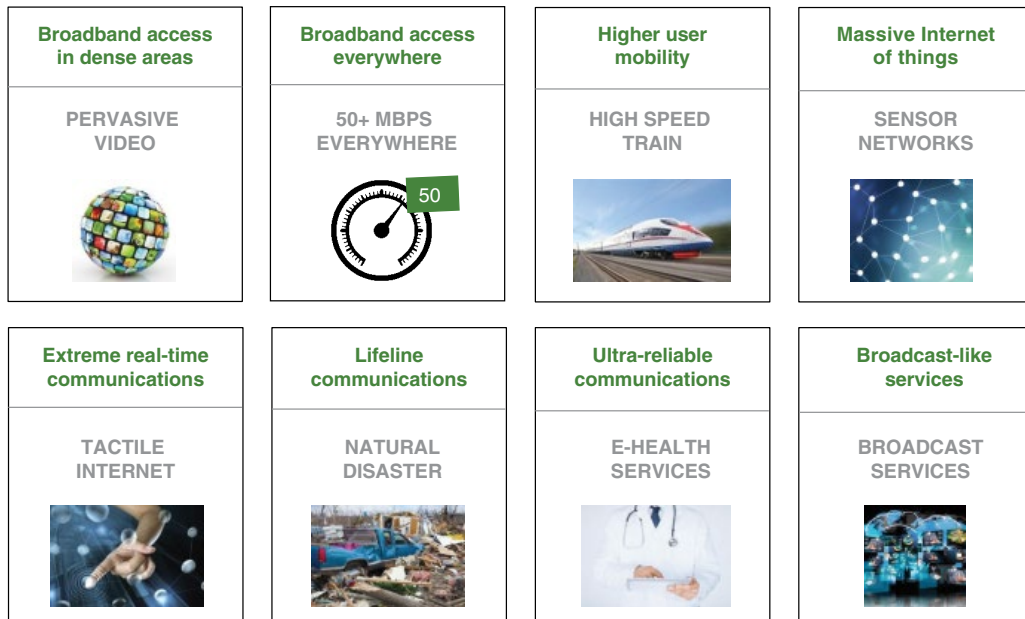 Broadband access
in dense areas
PERVASIVE
VIDEO
Broadband access
everywhere
50+ MBPS
EVERYWHERE
50
Higher user
mobility
HIGH SPEED
TRAIN
Massive Internet
of things
SENSOR
NETWORKS
Extreme real-time
communications
TACTILE
INTERNET
Lifeline
communications
NATURAL
DISASTER
Ultra-reliable
communications
E-HEALTH
SERVICES
Broadcast-like
services
BROADCAST
SERVICES